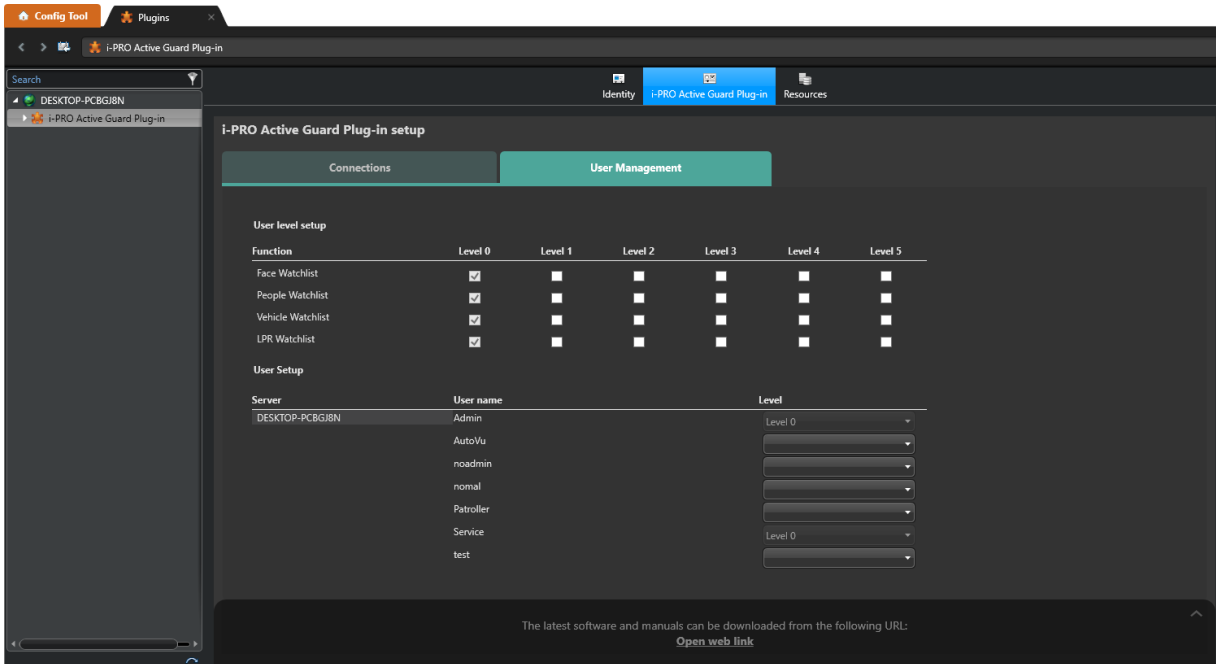 Config Tool Plugins
i-PRO Active Guard Plug-in
Search
DESKTOP-PCBGJ8N
i-PRO Active Guard Plug-in
Identity i-PRO Active Guard Plug-in Resources
i-PRO Active Guard Plug-in setup
Connections User Management
User level setup
Function Level 0 Level 1 Level 2 Level 3 Level 4 Level 5
Face Watchlist
People Watchlist
Vehicle Watchlist
LPR Watchlist
User Setup
Server User name Level
DESKTOP-PCBGJ8N Admin Level 0
AutoVu
noadmin
nomal
Patroller
Service Level 0
test
The latest software and manuals can be downloaded from the following URL:
Open web link